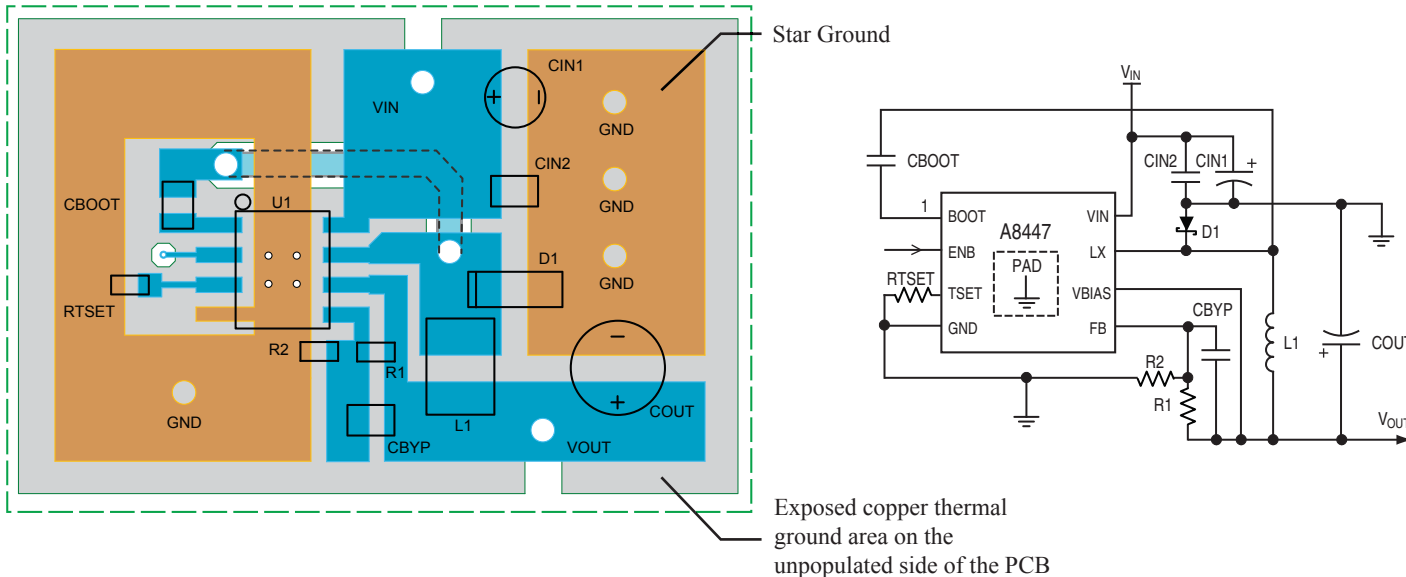 Star Ground
CIN1
VIN
GND
CIN2
GND
CBOOT
U1
GND
D1
RTSET
R2
R1
GND
L1
COUT
CBYP
VOUT
Exposed copper thermal
ground area on the
unpopulated side of the PCB
VIN
CBOOT
CIN2
CIN1
+
1
BOOT
VIN
A8447
D1
ENB
LX
PAD
RTSET
TSET
VBIAS
CBYP
GND
FB
L1
COUT
+
R2
R1
VOUT